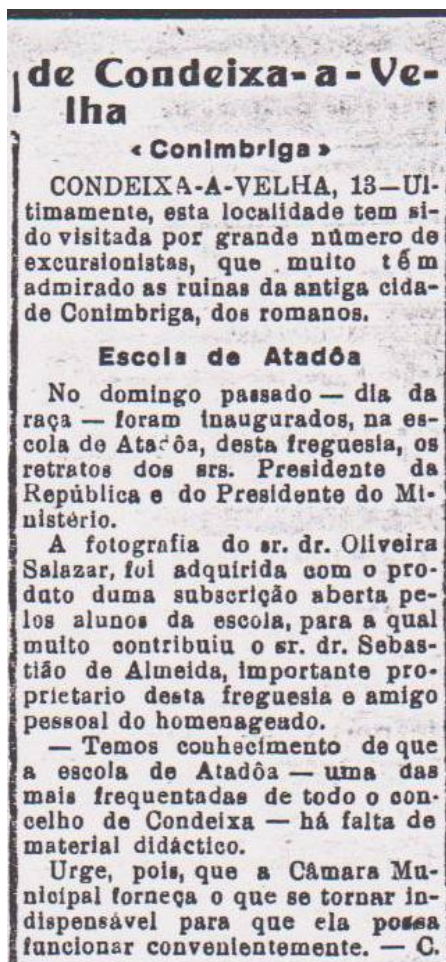 de Condeixa-a-Ve-
lha
«Conimbriga»
CONDEIXA-A-VELHA, 13—Ul-
timamente, esta localidade tem si-
do visitada por grande número de
excursionistas, que muito têm
admirado as ruinas da antiga cida-
de Conimbriga, dos romanos.
Escola de Atadôa
No domingo passado — dia da
raça — foram inaugurados, na es-
cola de Atadôa, desta freguesia, os
retratos dos srs. Presidente da
República e do Presidente do Mi-
nistério.
A fotografia do sr. dr. Oliveira
Salazar, foi adquirida com o pro-
duto duma subscrição aberta pe-
los alunos da escola, para a qual
muito contribuiu o sr. dr. Sebas-
tião de Almeida, importante pro-
prietario desta freguesia e amigo
pessoal do homenageado.
— Temos conhecimento de que
a escola de Atadôa — uma das
mais frequentadas de todo o con-
celho de Condeixa — há falta de
material didáctico.
Urge, pois, que a Câmara Mu-
nicipal forneça o que se tornar in-
dispensável para que ela possa
funcionar convenientemente. — C.